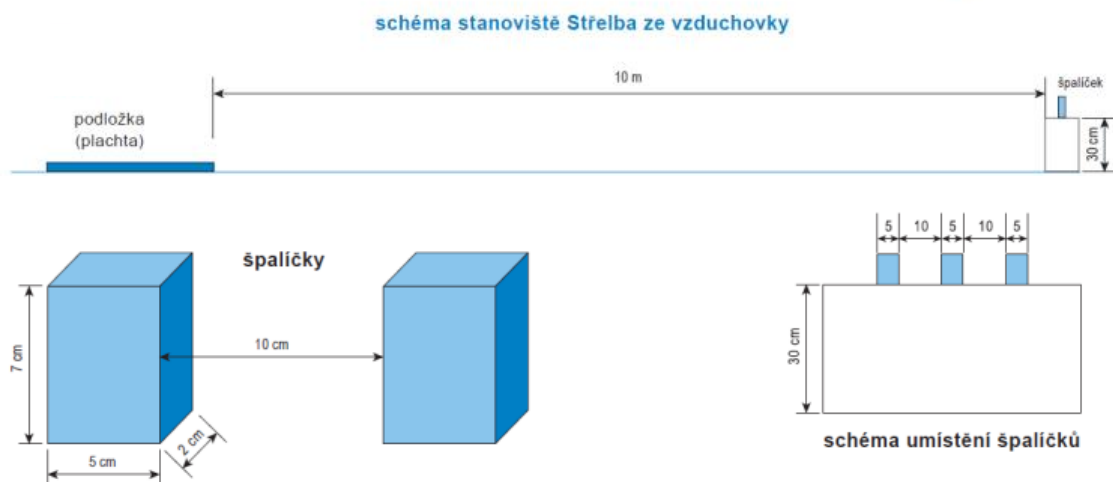 schéma stanoviště Střelba ze vzduchovky
10 m
špalíček
podložka
(plachta)
30 cm
5 10 5 10 5
špalíčky
7 cm
10 cm
30 cm
2 cm
5 cm
schéma umístění špalíčků